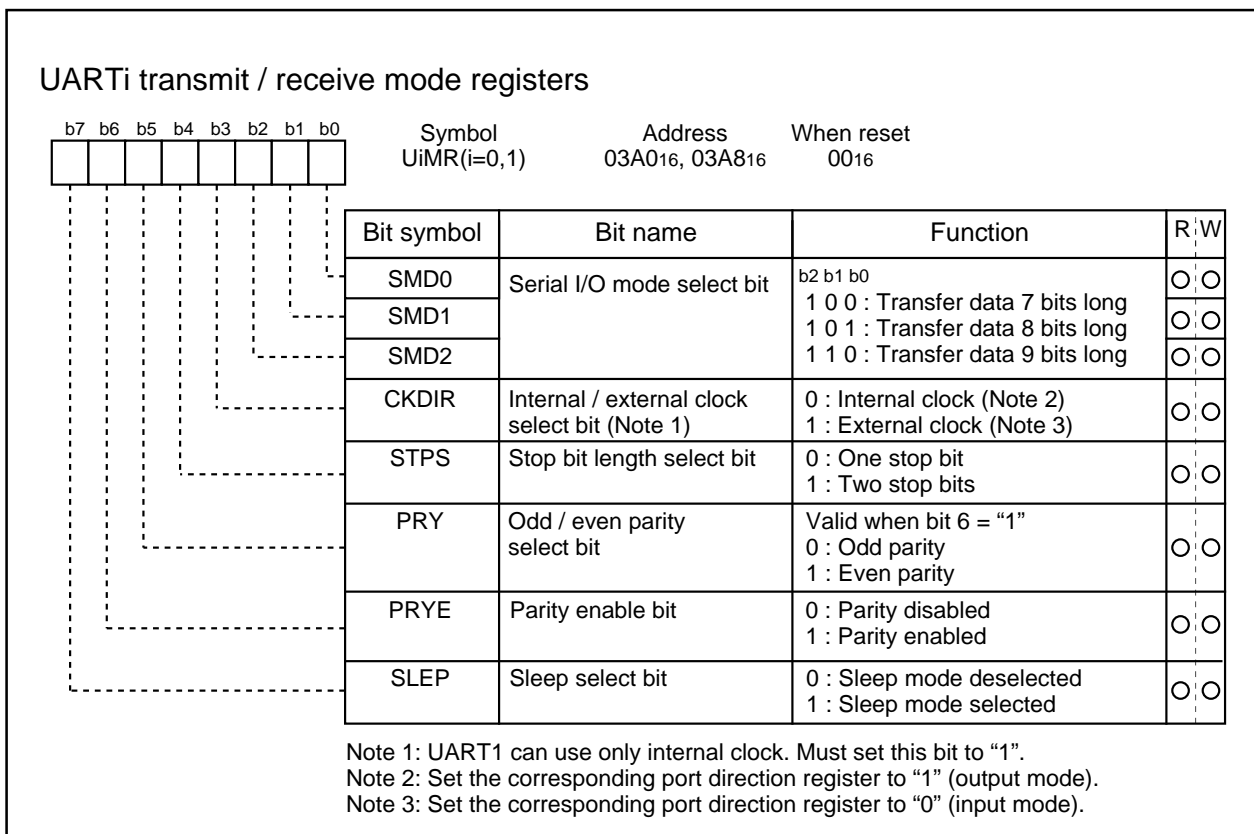 UARTi transmit / receive mode registers
b7 b6 b5 b4 b3 b2 b1 b0
Symbol Address When reset
UiMR(i=0,1) 03A016, 03A816 0016
Bit symbol Bit name Function R W
SMD0 Serial I/O mode select bit b2 b1 b0
1 0 0 : Transfer data 7 bits long
SMD1 1 0 1 : Transfer data 8 bits long
SMD2 1 1 0 : Transfer data 9 bits long
CKDIR Internal / external clock 0 : Internal clock (Note 2)
select bit (Note 1) 1 : External clock (Note 3)
STPS Stop bit length select bit 0 : One stop bit
1 : Two stop bits
PRY Odd / even parity Valid when bit 6 = “1”
select bit 0 : Odd parity
1 : Even parity
PRYE Parity enable bit 0 : Parity disabled
1 : Parity enabled
SLEP Sleep select bit 0 : Sleep mode deselected
1 : Sleep mode selected
Note 1: UART1 can use only internal clock. Must set this bit to “1”.
Note 2: Set the corresponding port direction register to “1” (output mode).
Note 3: Set the corresponding port direction register to “0” (input mode).